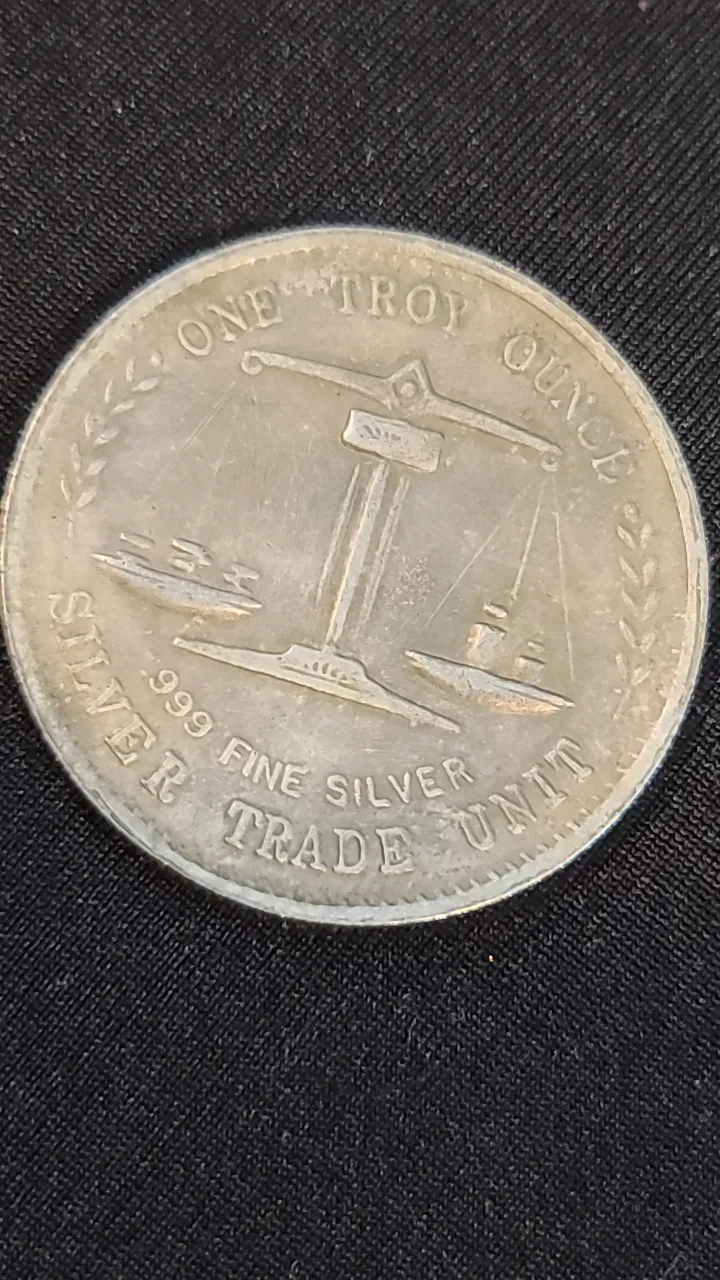 ONE TROY OUNCE
.999 FINE SILVER
SILVER TRADE UNIT